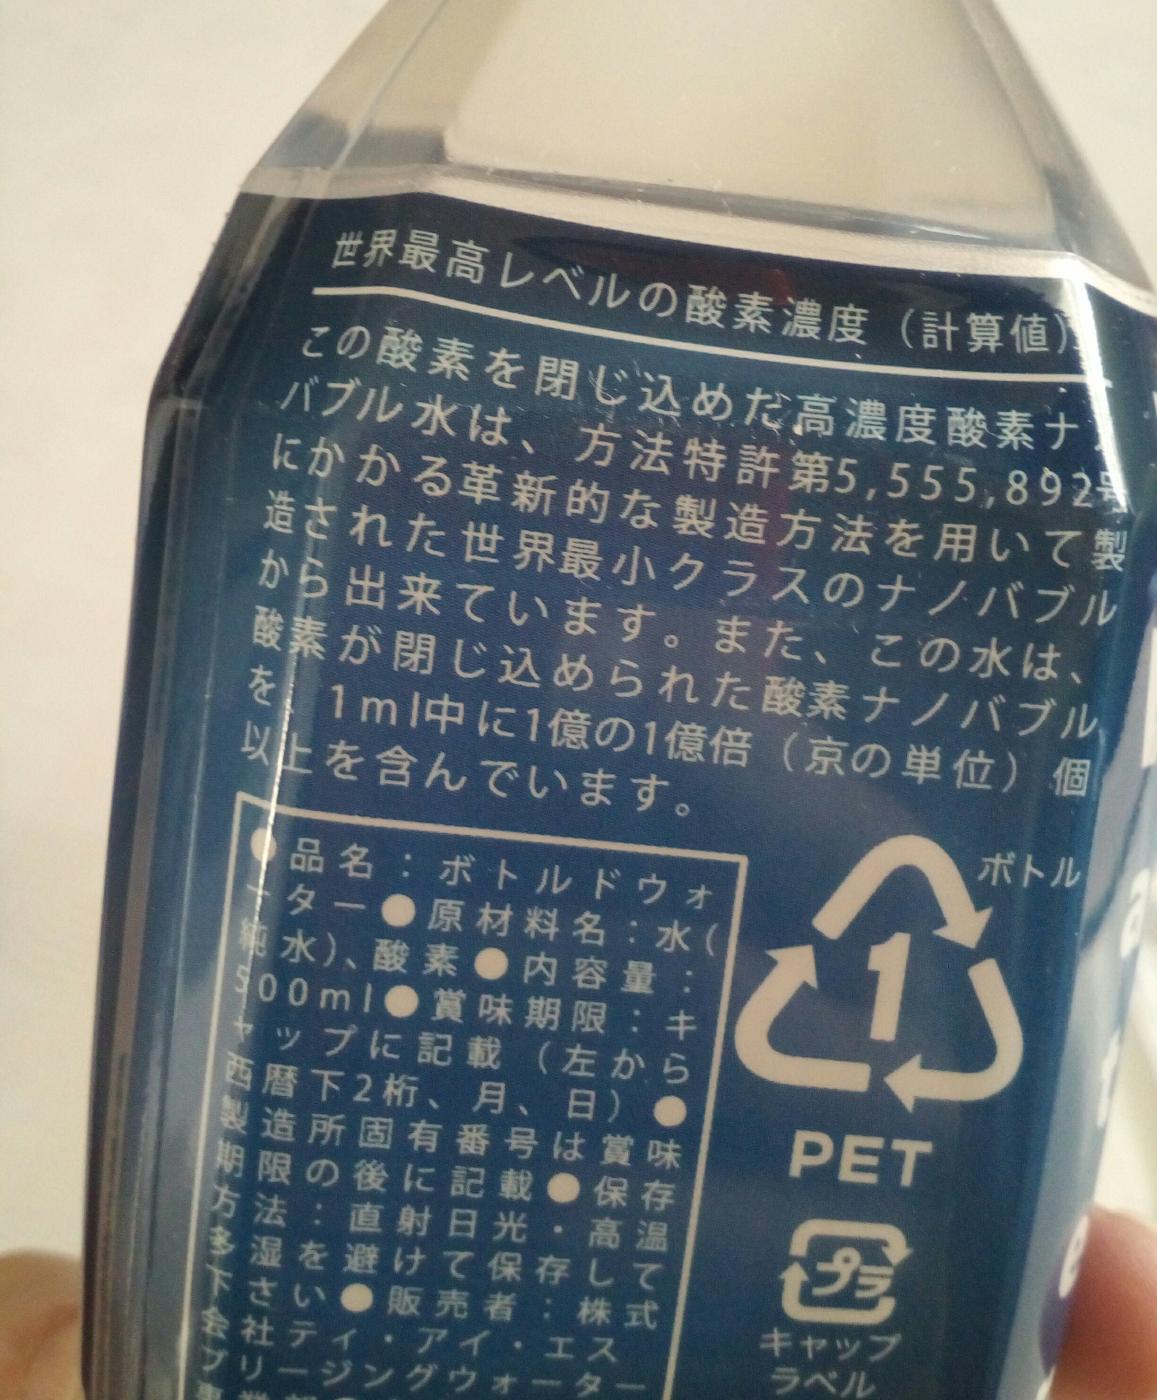 世界最高レベルの酸素濃度（計算値）
この酸素を閉じ込めた高濃度酸素ナノ
バブル水は、方法特許第5,555,892号
にかかる革新的な製造方法を用いて製
造された世界最小クラスのナノバブル
から出来ています。また、この水は、
酸素が閉じ込められた酸素ナノバブル
を、1ml中に1億の1億倍（京の単位）個
以上を含んでいます。
●品名：ボトルドウォ
ーター●原材料名：水（
純水）、酸素●内容量：
500ml●賞味期限：キ
ャップに記載（左から
西暦下2桁、月、日）●
製造所固有番号は賞味
期限の後に記載●保存
方法：直射日光・高温
多湿を避けて保存して
下さい●販売者：株式
会社ティ・アイ・エス
ブリージングウォーター
ボトル
1
PET
プラ
キャップ
ラベル